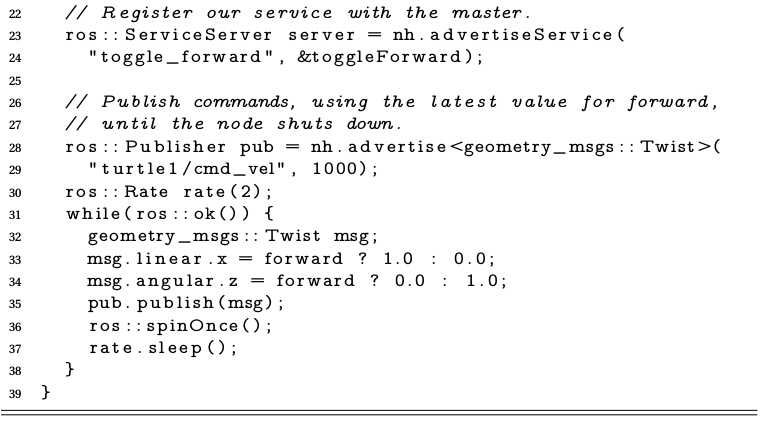 22 // Register our service with the master.
23 ros::ServiceServer server = nh.advertiseService(
24 "toggle_forward", &toggleForward);
25
26 // Publish commands, using the latest value for forward,
27 // until the node shuts down.
28 ros::Publisher pub = nh.advertise<geometry_msgs::Twist>(
29 "turtle1/cmd_vel", 1000);
30 ros::Rate rate(2);
31 while(ros::ok()) {
32 geometry_msgs::Twist msg;
33 msg.linear.x = forward ? 1.0 : 0.0;
34 msg.angular.z = forward ? 0.0 : 1.0;
35 pub.publish(msg);
36 ros::spinOnce();
37 rate.sleep();
38 }
39 }